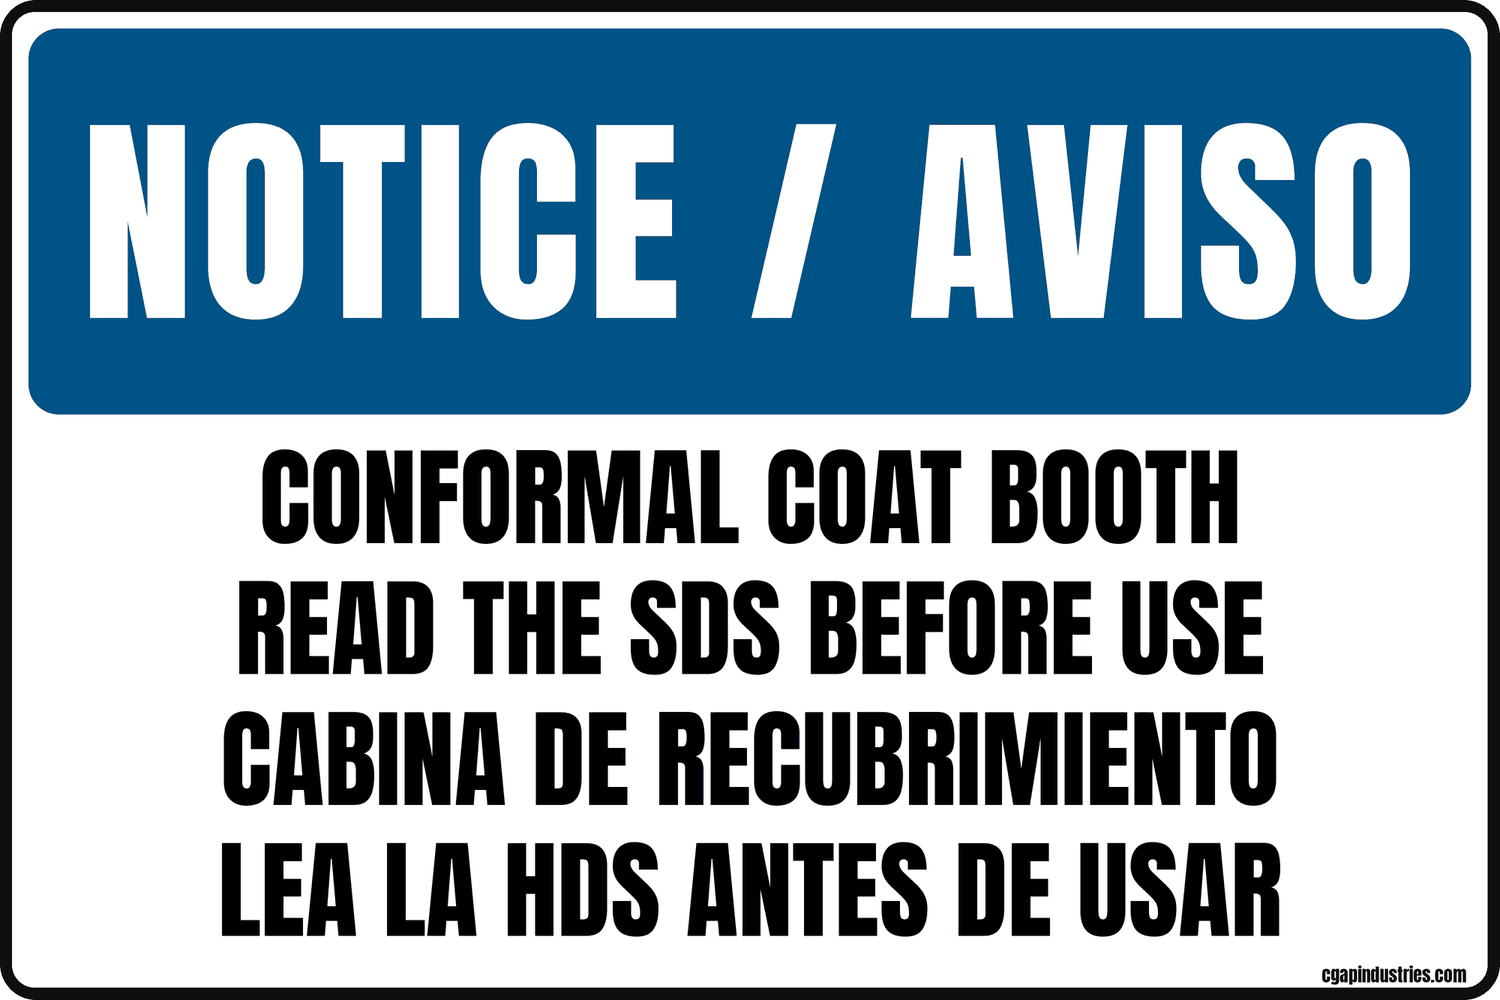 NOTICE / AVISO
CONFORMAL COAT BOOTH
READ THE SDS BEFORE USE
CABINA DE RECUBRIMIENTO
LEA LA HDS ANTES DE USAR
cgapindustries.com